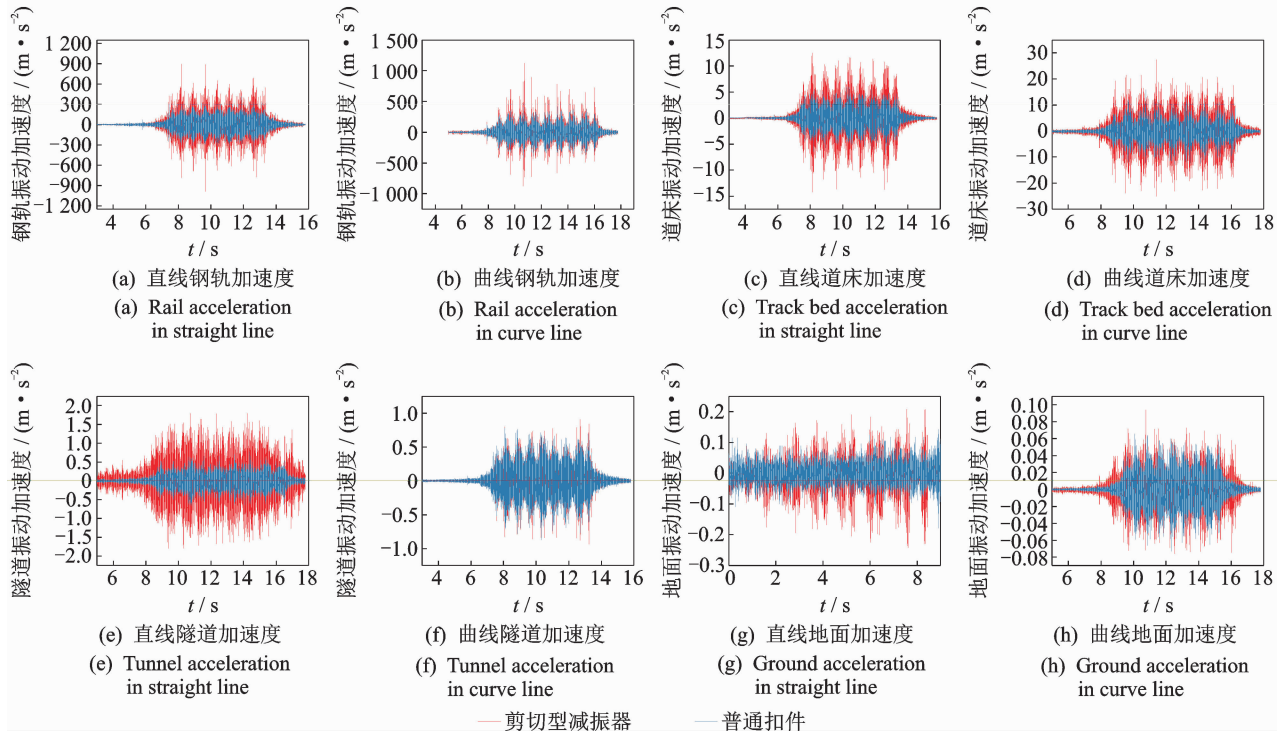 钢轨振动加速度 / (m·s⁻²)
1 200
900
600
300
0
−300
−600
−900
−1 200
4 6 8 10 12 14 16
t / s
(a) 直线钢轨加速度
(a) Rail acceleration
in straight line
钢轨振动加速度 / (m·s⁻²)
1 500
1 000
500
0
−500
−1 000
4 6 8 10 12 14 16 18
t / s
(b) 曲线钢轨加速度
(b) Rail acceleration
in curve line
道床振动加速度 / (m·s⁻²)
15
10
5
0
−5
−10
−15
4 6 8 10 12 14 16
t / s
(c) 直线道床加速度
(c) Track bed acceleration
in straight line
道床振动加速度 / (m·s⁻²)
30
20
10
0
−10
−20
−30
6 8 10 12 14 16 18
t / s
(d) 曲线道床加速度
(d) Track bed acceleration
in curve line
隧道振动加速度 / (m·s⁻²)
2.0
1.5
1.0
0.5
0
−0.5
−1.0
−1.5
−2.0
6 8 10 12 14 16 18
t / s
(e) 直线隧道加速度
(e) Tunnel acceleration
in straight line
隧道振动加速度 / (m·s⁻²)
1.0
0.5
0
−0.5
−1.0
4 6 8 10 12 14 16
t / s
(f) 曲线隧道加速度
(f) Tunnel acceleration
in curve line
地面振动加速度 / (m·s⁻²)
0.2
0.1
0
−0.1
−0.2
−0.3
0 2 4 6 8
t / s
(g) 直线地面加速度
(g) Ground acceleration
in straight line
地面振动加速度 / (m·s⁻²)
0.10
0.08
0.06
0.04
0.02
0
−0.02
−0.04
−0.06
−0.08
6 8 10 12 14 16 18
t / s
(h) 曲线地面加速度
(h) Ground acceleration
in curve line
剪切型减振器 普通扣件